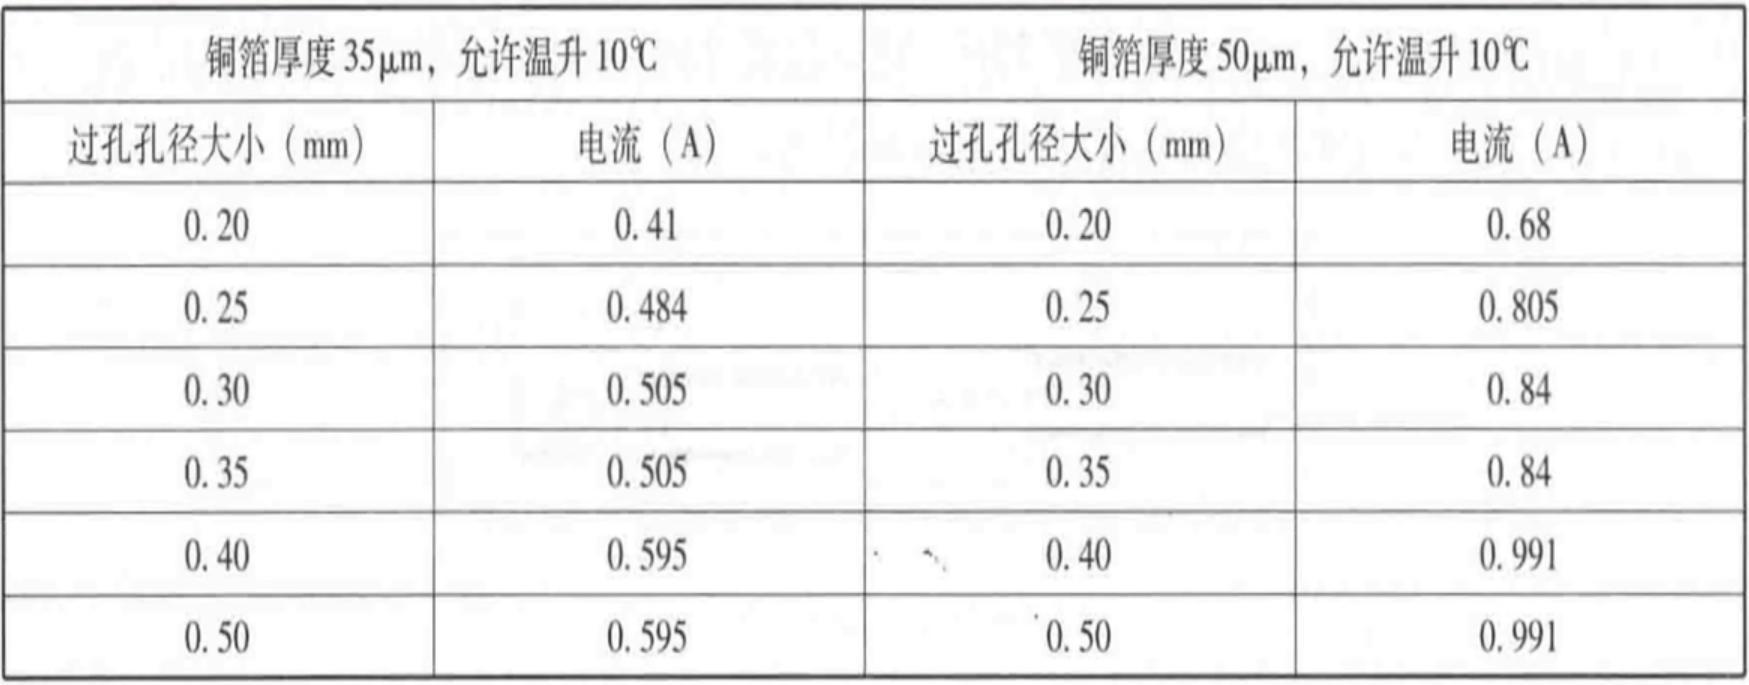 铜箔厚度 35μm，允许温升 10℃ 铜箔厚度 50μm，允许温升 10℃
过孔孔径大小（mm） 电流（A） 过孔孔径大小（mm） 电流（A）
0.20 0.41 0.20 0.68
0.25 0.484 0.25 0.805
0.30 0.505 0.30 0.84
0.35 0.505 0.35 0.84
0.40 0.595 0.40 0.991
0.50 0.595 0.50 0.991